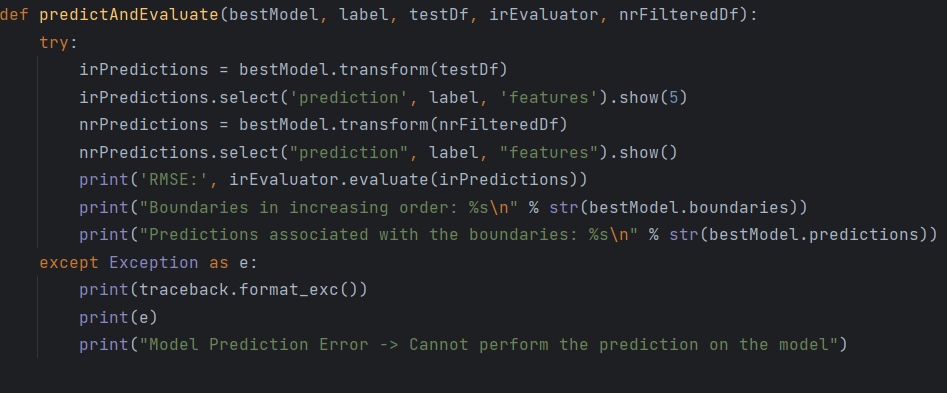 def predictAndEvaluate(bestModel, label, testDf, irEvaluator, nrFilteredDf):
    try:
        irPredictions = bestModel.transform(testDf)
        irPredictions.select('prediction', label, 'features').show(5)
        nrPredictions = bestModel.transform(nrFilteredDf)
        nrPredictions.select("prediction", label, "features").show()
        print('RMSE:', irEvaluator.evaluate(irPredictions))
        print("Boundaries in increasing order: %s\n" % str(bestModel.boundaries))
        print("Predictions associated with the boundaries: %s\n" % str(bestModel.predictions))
    except Exception as e:
        print(traceback.format_exc())
        print(e)
        print("Model Prediction Error -> Cannot perform the prediction on the model")